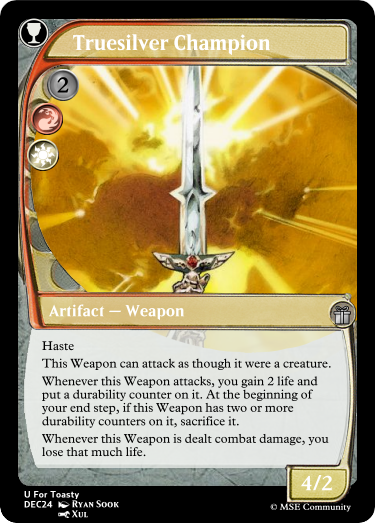 Truesilver Champion
2
Artifact — Weapon
Haste
This Weapon can attack as though it were a creature.
Whenever this Weapon attacks, you gain 2 life and
put a durability counter on it. At the beginning of
your end step, if this Weapon has two or more
durability counters on it, sacrifice it.
Whenever this Weapon is dealt combat damage, you
lose that much life.
4/2
U For Toasty
DEC24 Ryan Sook
Xul
© MSE Community